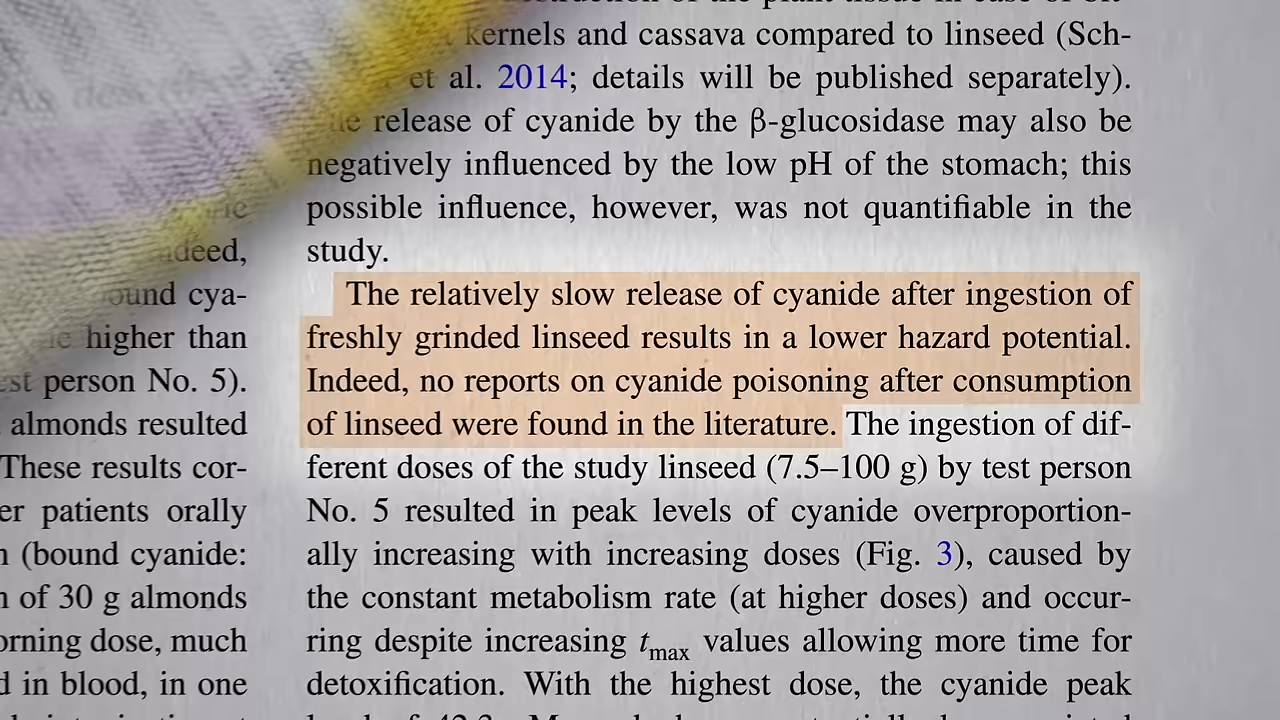 kernels and cassava compared to linseed (Sch-
et al. 2014; details will be published separately).
release of cyanide by the β-glucosidase may also be
negatively influenced by the low pH of the stomach; this
possible influence, however, was not quantifiable in the
study.
The relatively slow release of cyanide after ingestion of
freshly grinded linseed results in a lower hazard potential.
Indeed, no reports on cyanide poisoning after consumption
of linseed were found in the literature. The ingestion of dif-
ferent doses of the study linseed (7.5–100 g) by test person
No. 5 resulted in peak levels of cyanide overproportion-
ally increasing with increasing doses (Fig. 3), caused by
the constant metabolism rate (at higher doses) and occur-
ring despite increasing tmax values allowing more time for
detoxification. With the highest dose, the cyanide peak
cya-
higher than
person No. 5).
almonds resulted
These results cor-
patients orally
(bound cyanide:
of 30 g almonds
dose, much
in blood, in one